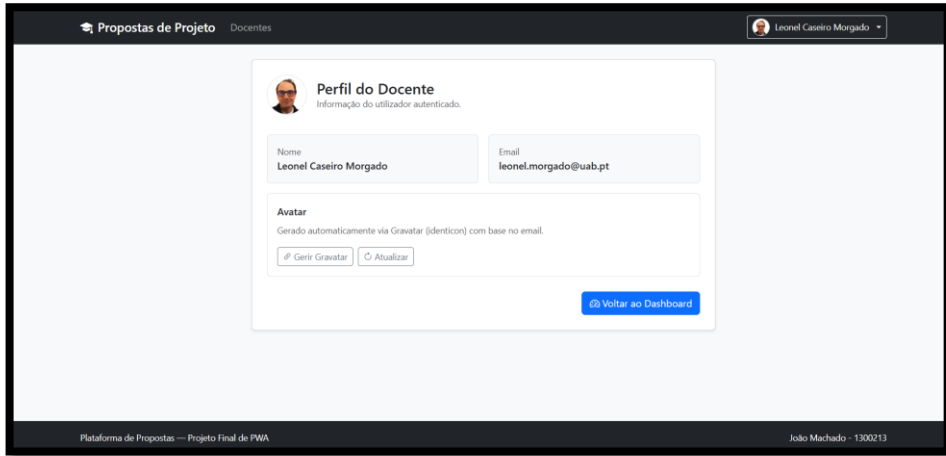 Propostas de Projeto Docentes Leonel Caseiro Morgado
Perfil do Docente
Informação do utilizador autenticado.
Nome Email
Leonel Caseiro Morgado leonel.morgado@uab.pt
Avatar
Gerado automaticamente via Gravatar (identicon) com base no email.
Gerir Gravatar Atualizar
Voltar ao Dashboard
Plataforma de Propostas — Projeto Final de PWA João Machado - 1300213